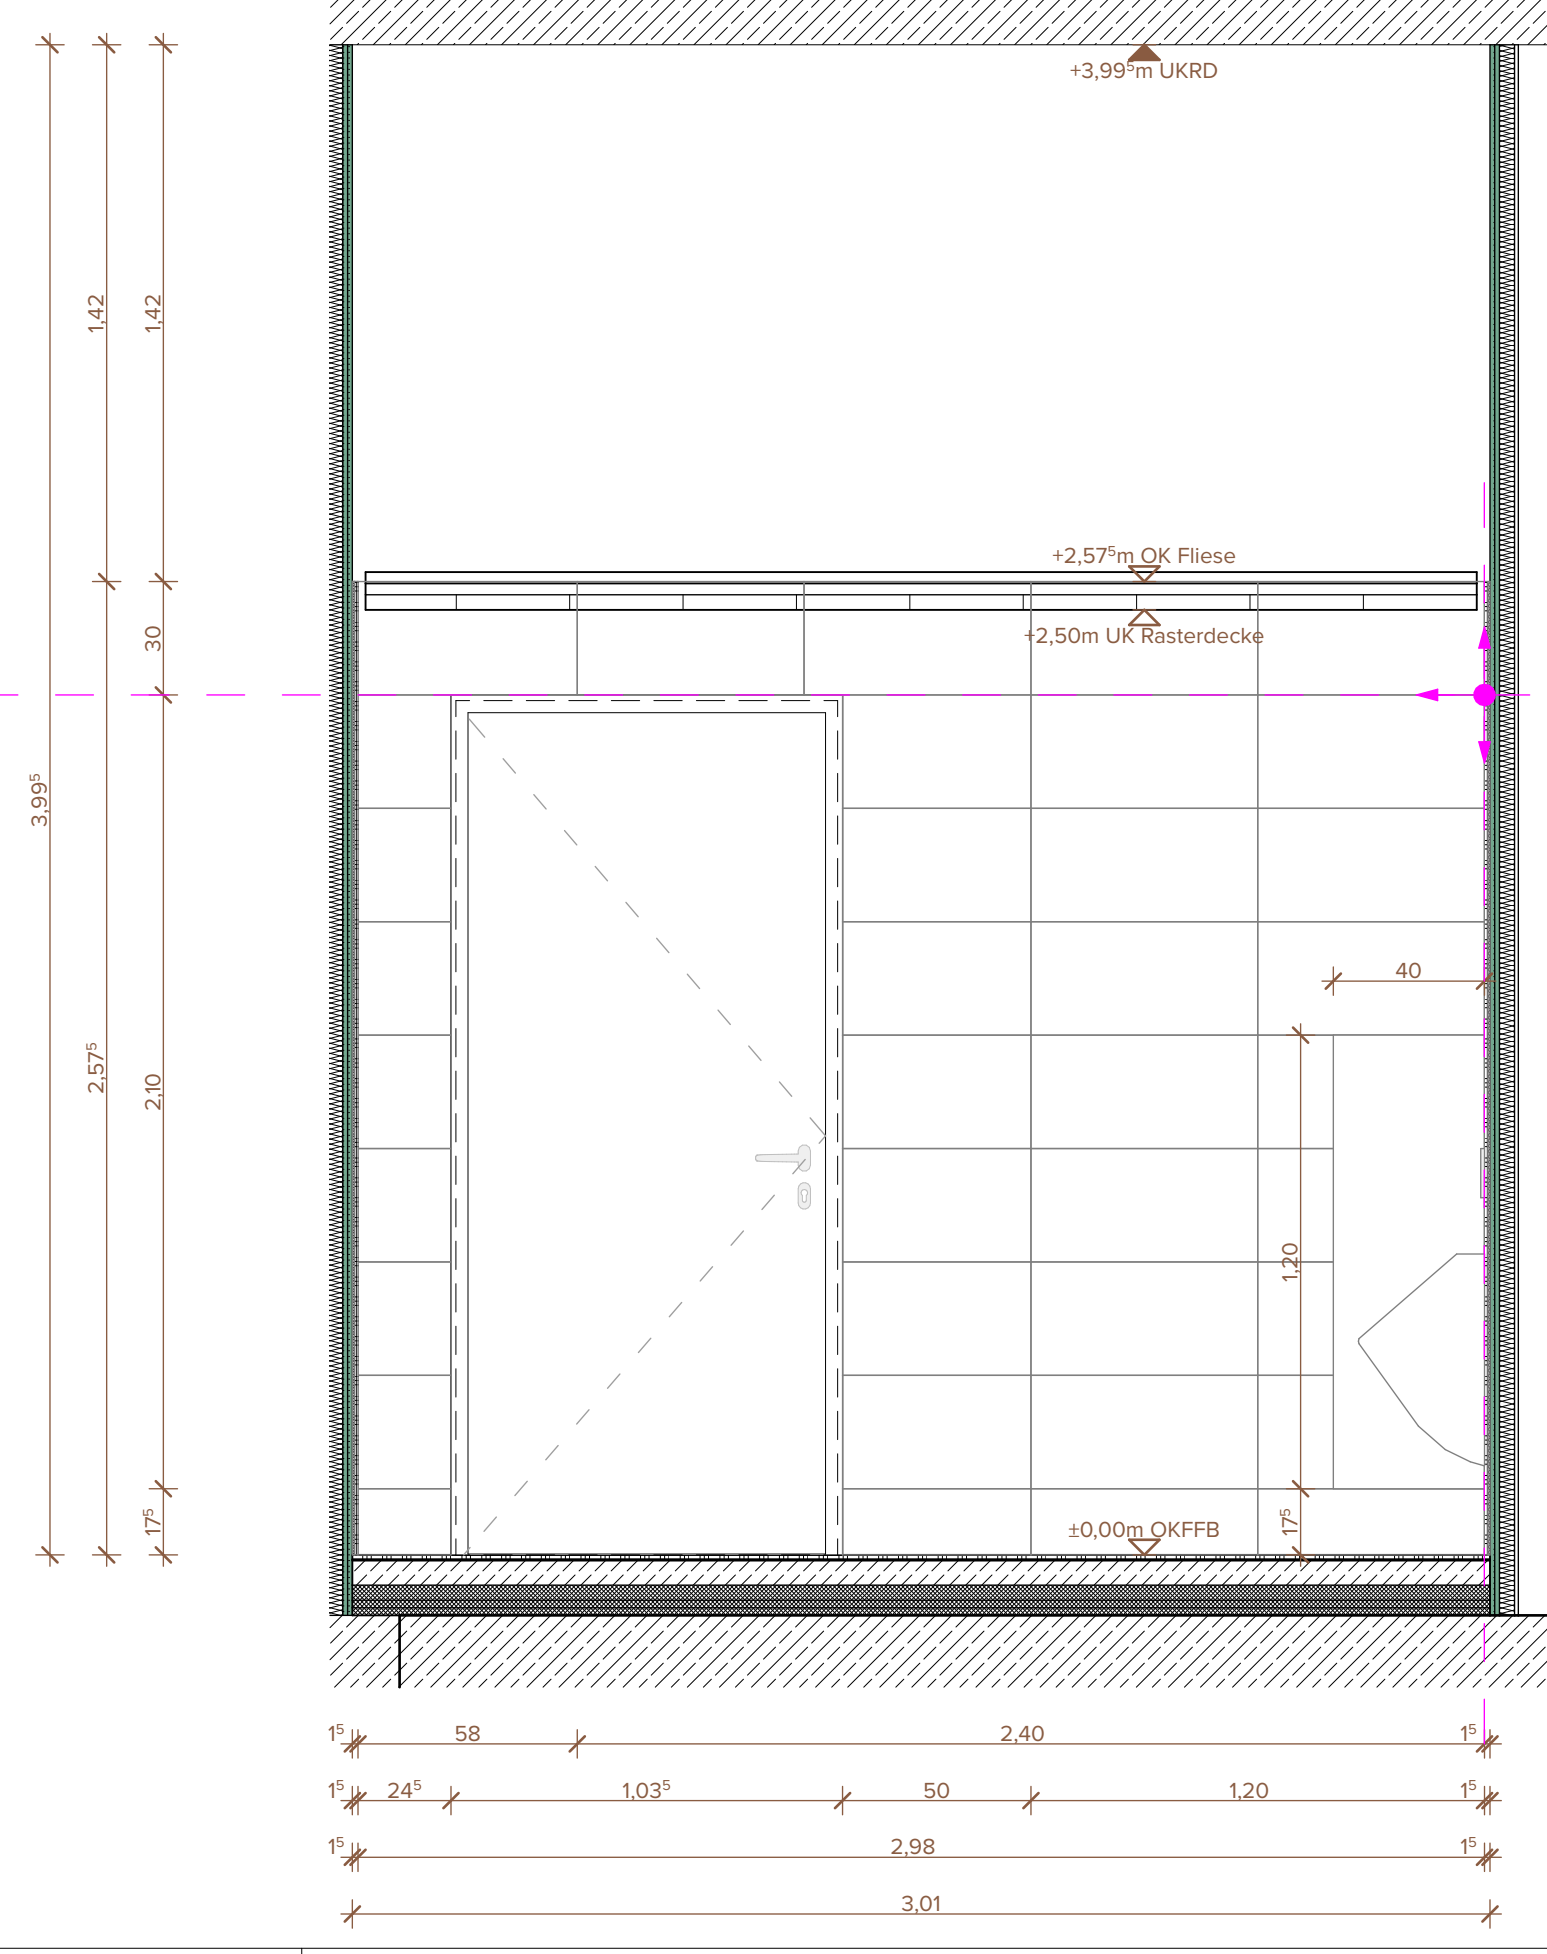 +3,99⁵m UKRD
1,42
1,42
+2,57⁵m OK Fliese
30
+2,50m UK Rasterdecke
3,99⁵
40
2,57⁵
2,10
1,20
17⁵
17⁵
±0,00m OKFFB
1⁵ 58 2,40 1⁵
1⁵ 24⁵ 1,03⁵ 50 1,20 1⁵
1⁵ 2,98 1⁵
3,01